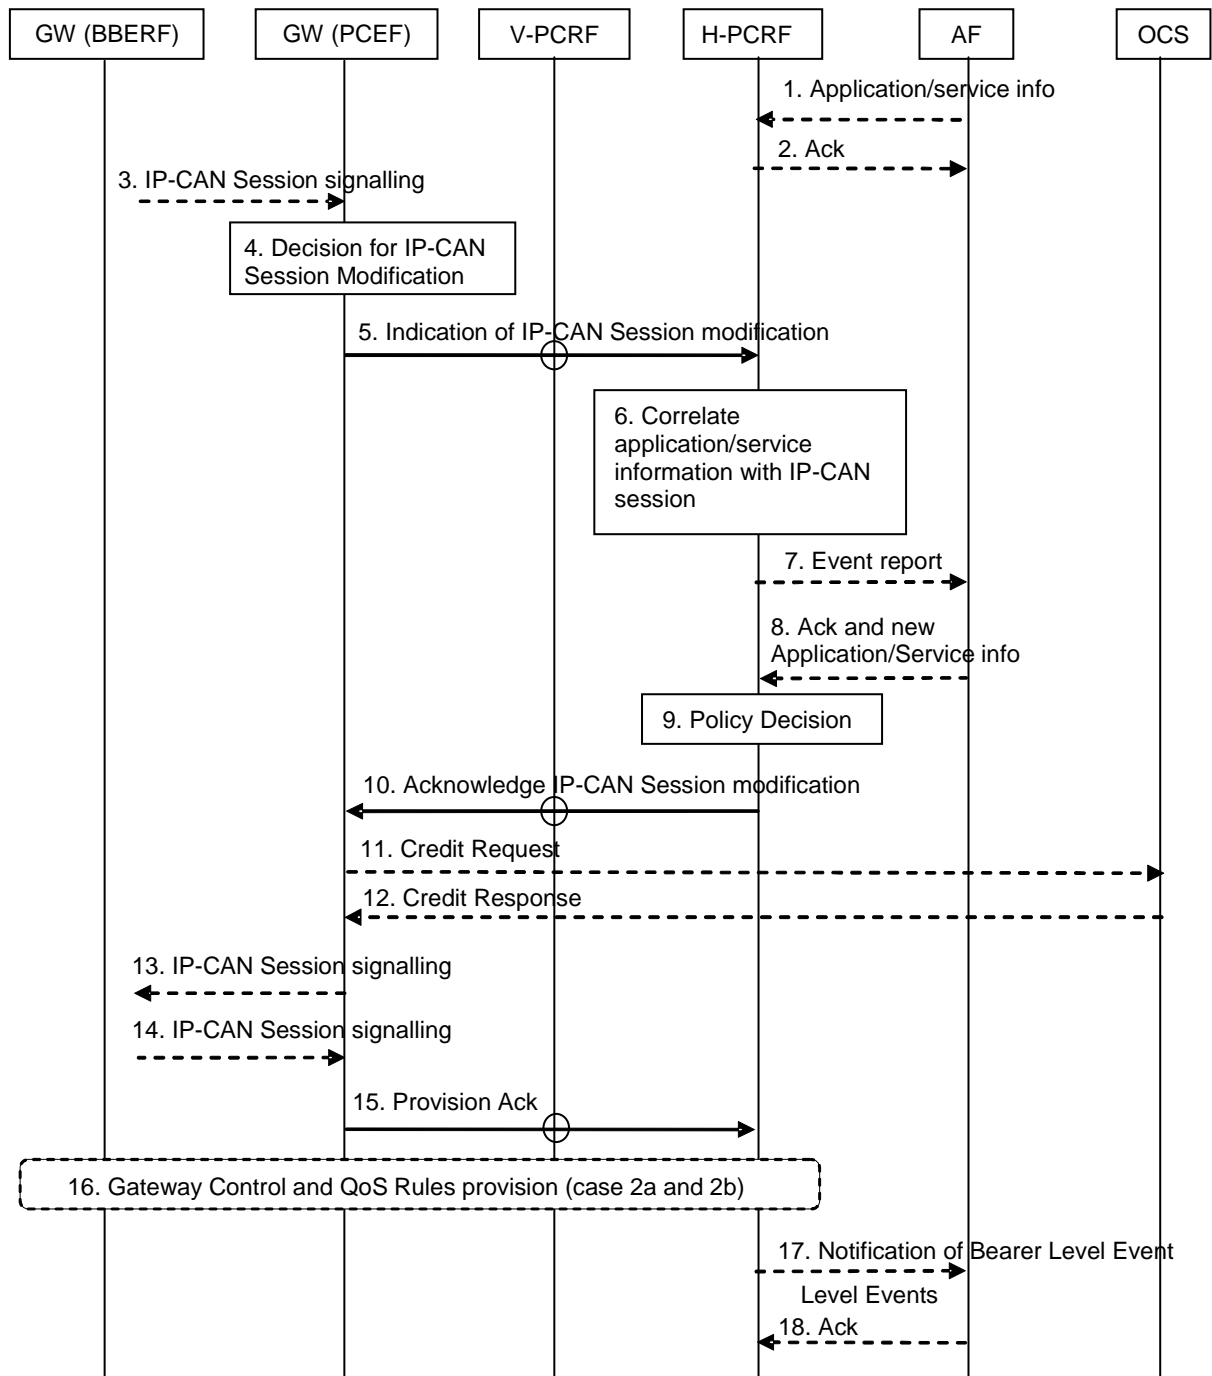 GW (BBERF)
GW (PCEF)
V-PCRF
H-PCRF
AF
OCS
1. Application/service info
2. Ack
3. IP-CAN Session signalling
4. Decision for IP-CAN
Session Modification
5. Indication of IP-CAN Session modification
6. Correlate
application/service
information with IP-CAN
session
7. Event report
8. Ack and new
Application/Service info
9. Policy Decision
10. Acknowledge IP-CAN Session modification
11. Credit Request
12. Credit Response
13. IP-CAN Session signalling
14. IP-CAN Session signalling
15. Provision Ack
16. Gateway Control and QoS Rules provision (case 2a and 2b)
17. Notification of Bearer Level Event
Level Events
18. Ack